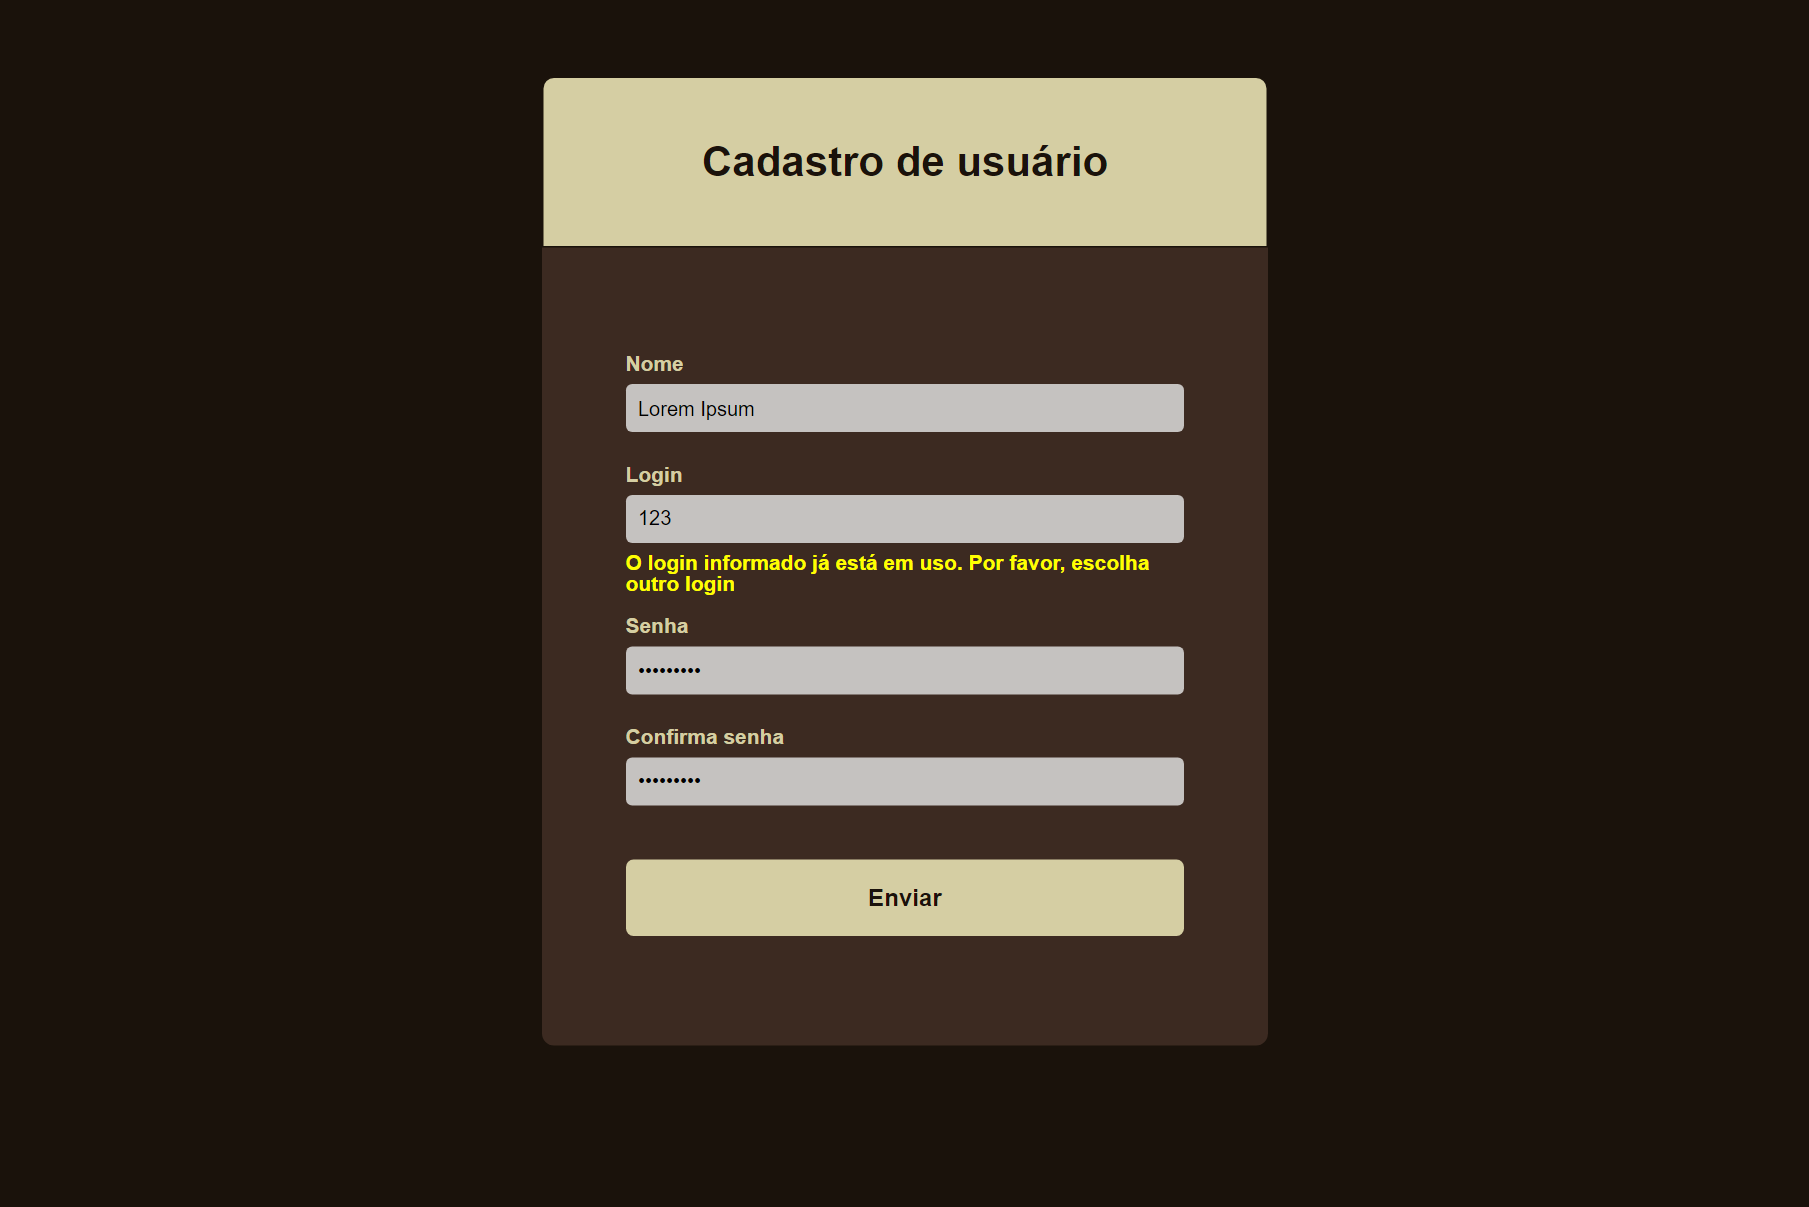 Cadastro de usuário
Nome
Lorem Ipsum
Login
123
O login informado já está em uso. Por favor, escolha
outro login
Senha
•••••••••
Confirma senha
•••••••••
Enviar